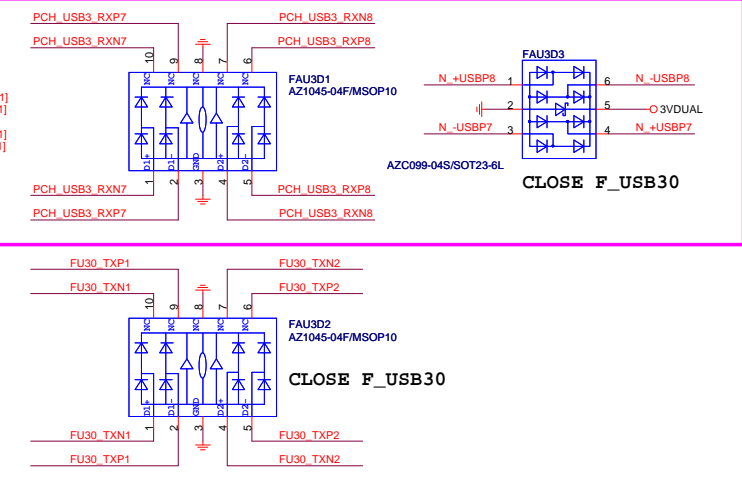 PCH_USB3_RXP7
PCH_USB3_RXN8
PCH_USB3_RXN7
PCH_USB3_RXP8
10
9
8
7
6
NC
NC
NC
NC
FAU3D1
AZ1045-04F/MSOP10
D1+
D1-
GND
D2+
D2-
1
2
3
4
5
PCH_USB3_RXN7
PCH_USB3_RXP8
PCH_USB3_RXP7
PCH_USB3_RXN8
1]
]
1]
1]
FAU3D3
N_+USBP8
1
6
N_-USBP8
2
5
3VDUAL
N_-USBP7
3
4
N_+USBP7
AZC099-04S/SOT23-6L
CLOSE F_USB30
FU30_TXP1
FU30_TXN2
FU30_TXN1
FU30_TXP2
10
9
8
7
6
NC
NC
NC
NC
FAU3D2
AZ1045-04F/MSOP10
CLOSE F_USB30
D1+
D1-
GND
D2+
D2-
1
2
3
4
5
FU30_TXN1
FU30_TXP2
FU30_TXP1
FU30_TXN2